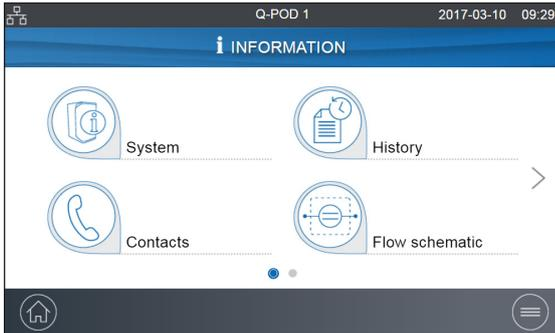 Q-POD 1 2017-03-10 09:29
i INFORMATION
System History
Contacts Flow schematic